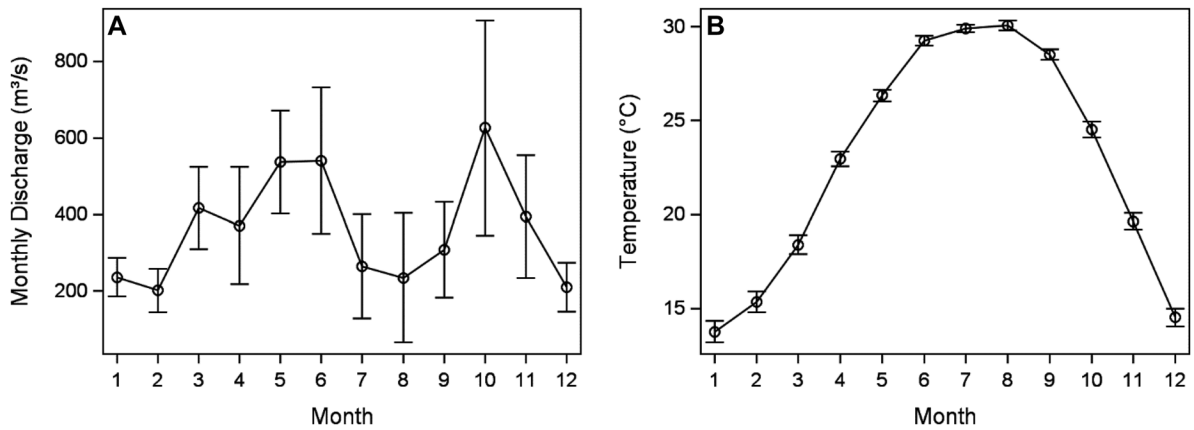 A
Monthly Discharge (m³/s)
800
600
400
200
1 2 3 4 5 6 7 8 9 10 11 12
Month
B
Temperature (°C)
30
25
20
15
1 2 3 4 5 6 7 8 9 10 11 12
Month